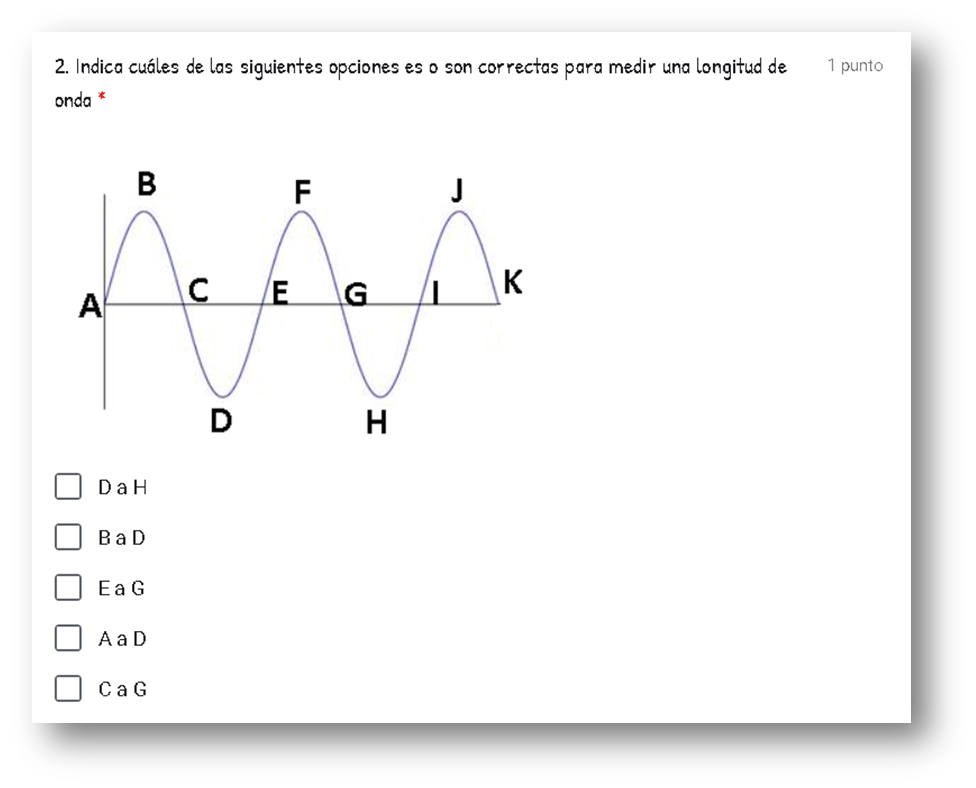 2. Indica cuáles de las siguientes opciones es o son correctas para medir una longitud de 1 punto
onda *
B F J
A C E G I K
D H
D a H
B a D
E a G
A a D
C a G